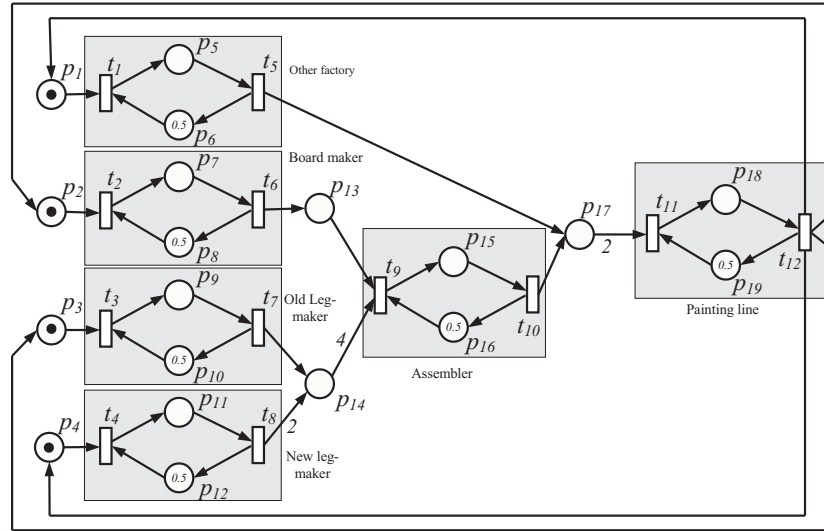 p1 t1 p5 t5 Other factory
0.5
p6
Board maker
p2 t2 p7 t6 p13
0.5
p8
p17 2 t11 p18
0.5
p19 t12
Painting line
p3 t3 p9 t7 Old Leg-
maker
0.5
p10
t9 p15
0.5
p16 t10
Assembler
4
p14
p4 t4 p11 t8 2
0.5
p12
New leg-
maker